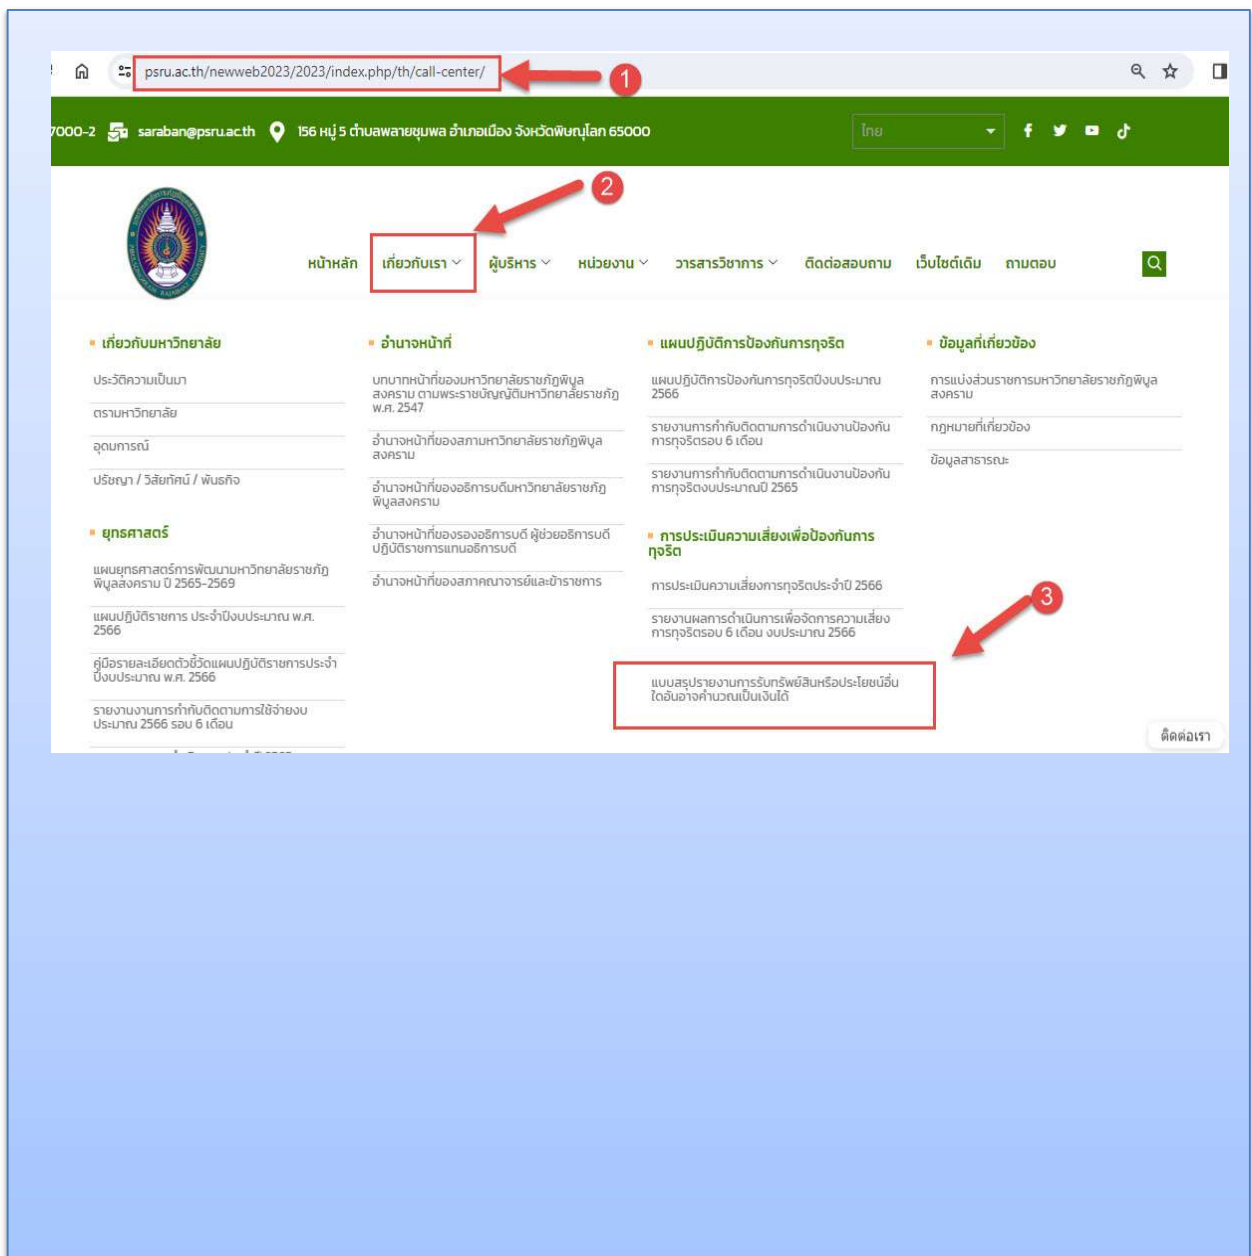 psru.ac.th/newweb2023/2023/index.php/th/call-center/
1
7000-2 saraban@psru.ac.th 156 หมู่ 5 ตำบลพลายชุมพล อำเภอเมือง จังหวัดพิษณุโลก 65000 ไทย
2
หน้าหลัก เกี่ยวกับเรา ผู้บริหาร หน่วยงาน วารสารวิชาการ ติดต่อสอบถาม เว็บไซต์เดิม ถามตอบ
เกี่ยวกับมหาวิทยาลัย
ประวัติความเป็นมา
ตรามหาวิทยาลัย
อุดมการณ์
ปรัชญา / วิสัยทัศน์ / พันธกิจ
ยุทธศาสตร์
แผนยุทธศาสตร์การพัฒนามหาวิทยาลัยราชภัฏ
พิบูลสงคราม ปี 2565-2569
แผนปฏิบัติราชการ ประจำปีงบประมาณ พ.ศ.
2566
คู่มือรายละเอียดตัวชี้วัดแผนปฏิบัติราชการประจำ
ปีงบประมาณ พ.ศ. 2566
รายงานงานการกำกับติดตามการใช้จ่ายงบ
ประมาณ 2566 รอบ 6 เดือน
อำนาจหน้าที่
บทบาทหน้าที่ของมหาวิทยาลัยราชภัฏพิบูล
สงคราม ตามพระราชบัญญัติมหาวิทยาลัยราชภัฏ
พ.ศ. 2547
อำนาจหน้าที่ของสภามหาวิทยาลัยราชภัฏพิบูล
สงคราม
อำนาจหน้าที่ของอธิการบดีมหาวิทยาลัยราชภัฏ
พิบูลสงคราม
อำนาจหน้าที่ของรองอธิการบดี ผู้ช่วยอธิการบดี
ปฏิบัติราชการแทนอธิการบดี
อำนาจหน้าที่ของสภาคณาจารย์และข้าราชการ
แผนปฏิบัติการป้องกันการทุจริต
แผนปฏิบัติการป้องกันการทุจริตปีงบประมาณ
2566
รายงานการกำกับติดตามการดำเนินงานป้องกัน
การทุจริตรอบ 6 เดือน
รายงานการกำกับติดตามการดำเนินงานป้องกัน
การทุจริตงบประมาณปี 2565
การประเมินความเสี่ยงเพื่อป้องกันการ
ทุจริต
การประเมินความเสี่ยงการทุจริตประจำปี 2566
รายงานผลการดำเนินการเพื่อจัดการความเสี่ยง
การทุจริตรอบ 6 เดือน งบประมาณ 2566
3
แบบสรุปรายงานการรับทรัพย์สินหรือประโยชน์อื่น
ใดอันอาจคำนวณเป็นเงินได้
ข้อมูลที่เกี่ยวข้อง
การแบ่งส่วนราชการมหาวิทยาลัยราชภัฏพิบูล
สงคราม
กฎหมายที่เกี่ยวข้อง
ข้อมูลสาธารณะ
ติดต่อเรา